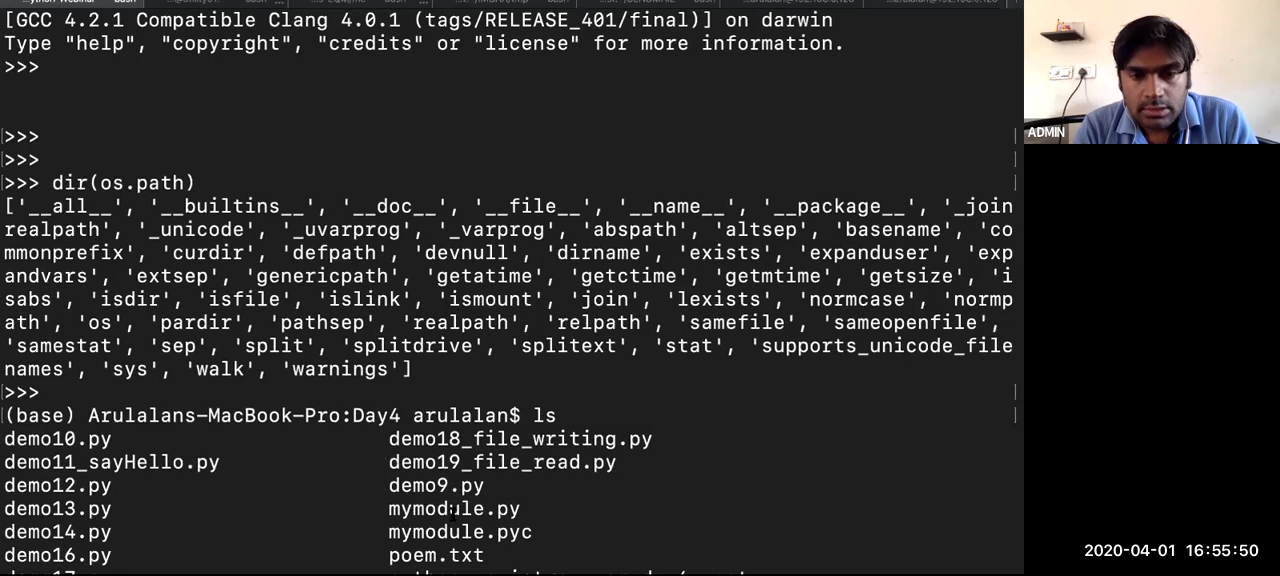 [GCC 4.2.1 Compatible Clang 4.0.1 (tags/RELEASE_401/final)] on darwin
Type "help", "copyright", "credits" or "license" for more information.
>>>
>>>
>>>
>>> dir(os.path)
['__all__', '__builtins__', '__doc__', '__file__', '__name__', '__package__', '_join
realpath', '_unicode', '_uvarprog', '_varprog', 'abspath', 'altsep', 'basename', 'co
mmonprefix', 'curdir', 'defpath', 'devnull', 'dirname', 'exists', 'expanduser', 'exp
andvars', 'extsep', 'genericpath', 'getatime', 'getctime', 'getmtime', 'getsize', 'i
sabs', 'isdir', 'isfile', 'islink', 'ismount', 'join', 'lexists', 'normcase', 'normp
ath', 'os', 'pardir', 'pathsep', 'realpath', 'relpath', 'samefile', 'sameopenfile',
'samestat', 'sep', 'split', 'splitdrive', 'splitext', 'stat', 'supports_unicode_file
names', 'sys', 'walk', 'warnings']
>>>
(base) Arulalans-MacBook-Pro:Day4 arulalan$ ls
demo10.py demo18_file_writing.py
demo11_sayHello.py demo19_file_read.py
demo12.py demo9.py
demo13.py mymodule.py
demo14.py mymodule.pyc
demo16.py poem.txt
ADMIN
2020-04-01 16:55:50